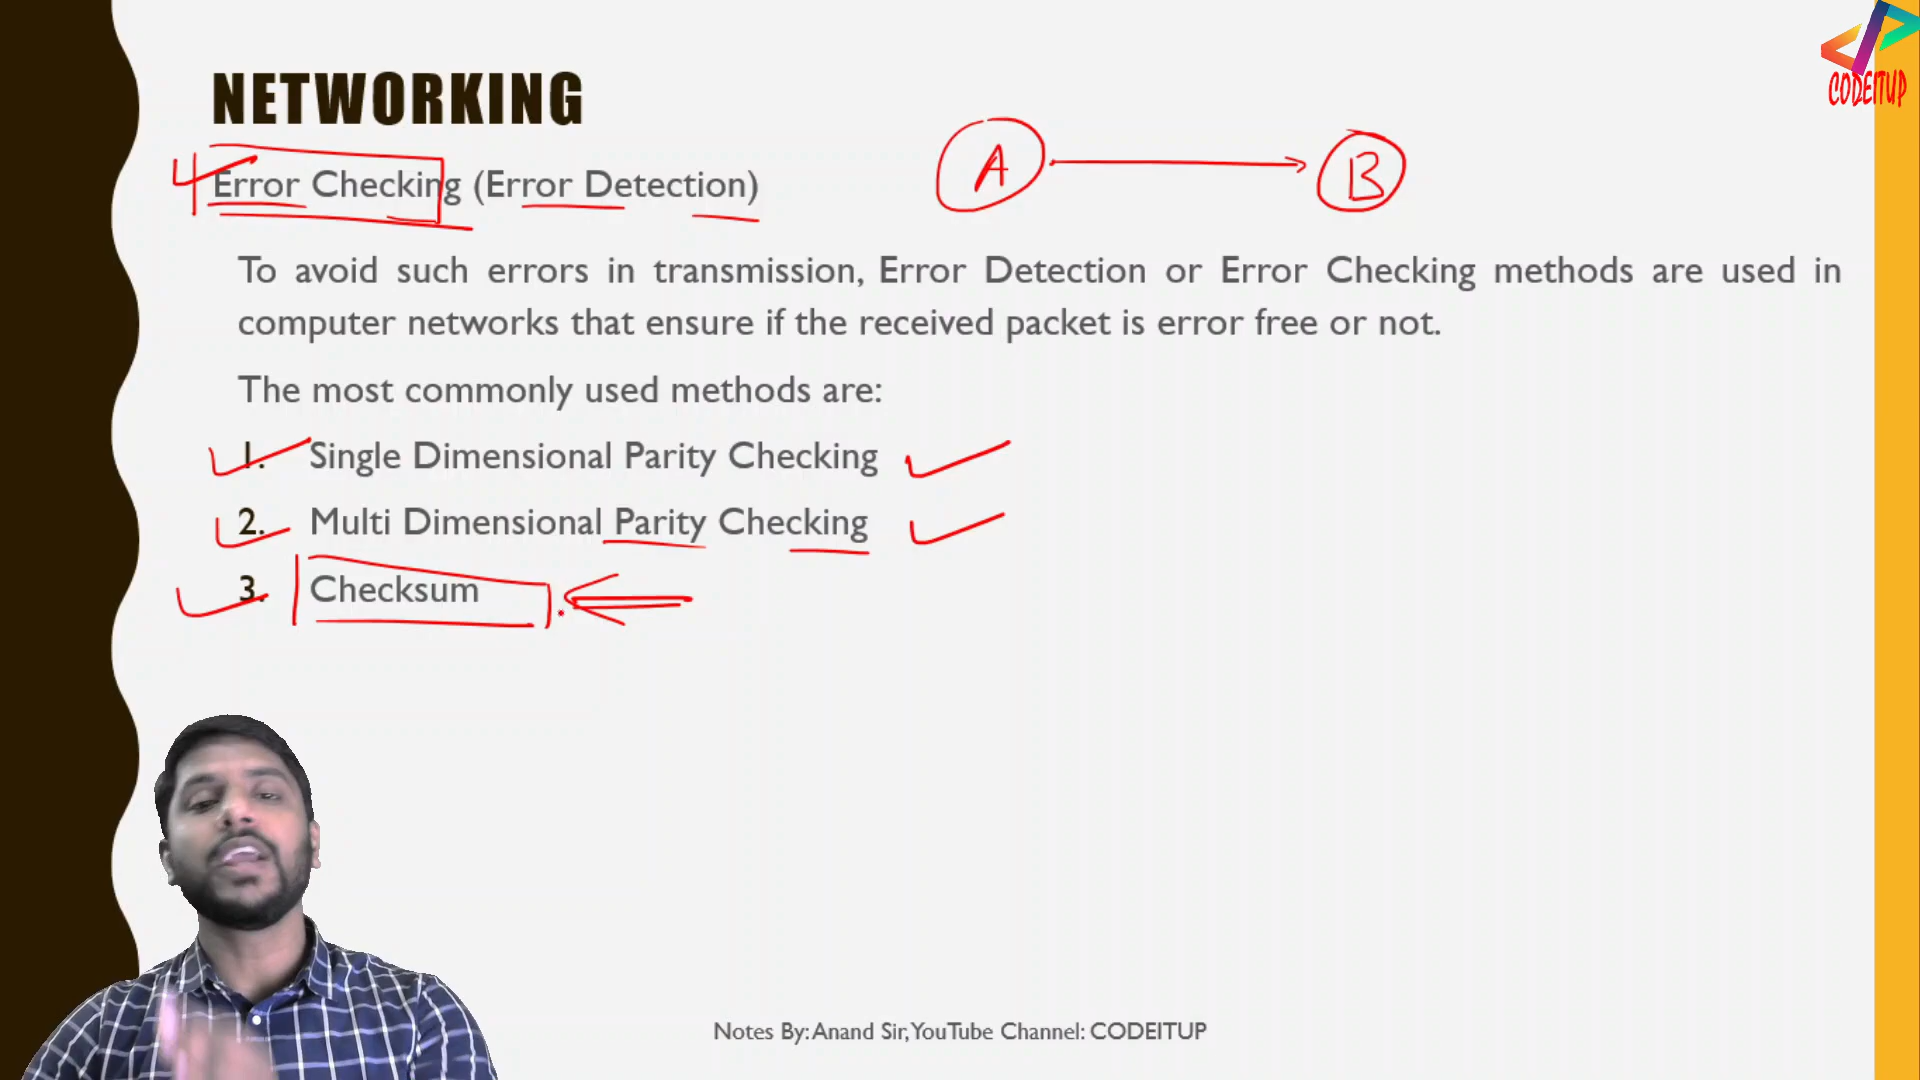 CODEITUP
NETWORKING
A
B
Error Checking (Error Detection)
To avoid such errors in transmission, Error Detection or Error Checking methods are used in
computer networks that ensure if the received packet is error free or not.
The most commonly used methods are:
1. Single Dimensional Parity Checking
2. Multi Dimensional Parity Checking
3. Checksum
Notes By: Anand Sir, YouTube Channel: CODEITUP